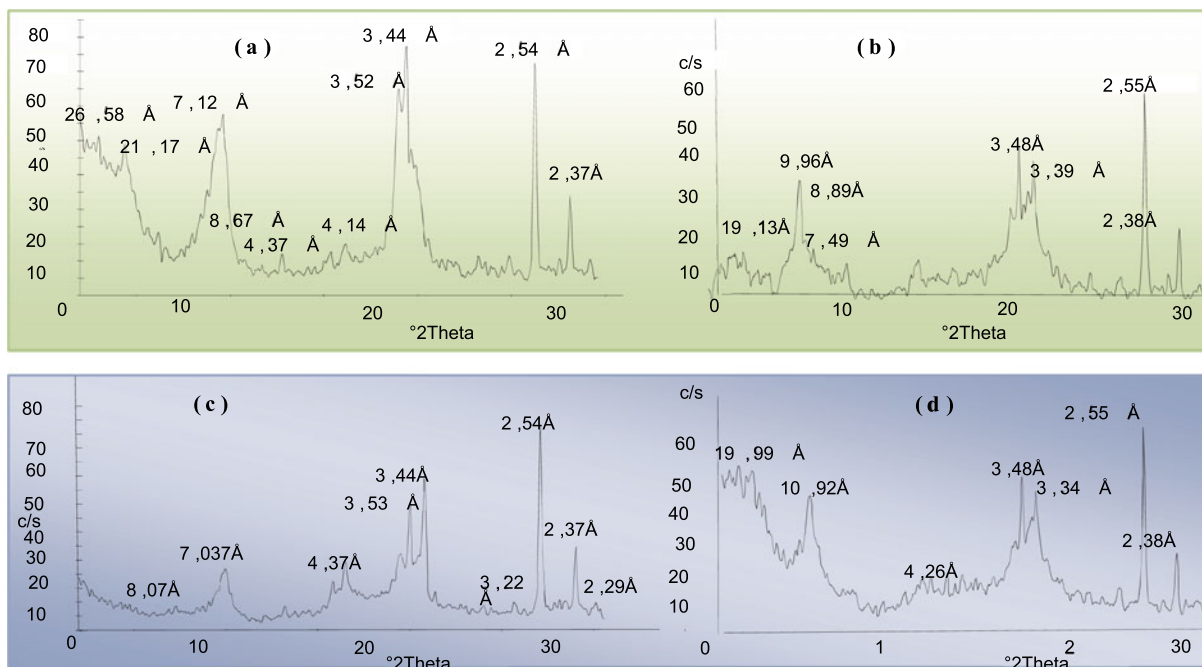 ( a )
80
70
60
50
40
30
20
10
0
10
20
30
°2Theta
26 ,58 Å
21 ,17 Å
7 ,12 Å
8 ,67 Å
4 ,37 Å
4 ,14 Å
3 ,52 Å
3 ,44 Å
2 ,54 Å
2 ,37Å
( b )
c/s
60
50
40
30
20
10
0
10
20
30
°2Theta
19 ,13Å
9 ,96Å
8 ,89Å
7 ,49 Å
3 ,48Å
3 ,39 Å
2 ,55Å
2 ,38Å
( c )
80
70
60
50
c/s
40
30
20
10
0
10
20
30
°2Theta
8 ,07Å
7 ,037Å
4 ,37Å
3 ,53 Å
3 ,44Å
3 ,22
Å
2 ,54Å
2 ,37Å
2 ,29Å
( d )
c/s
60
50
40
30
20
10
0
1
2
30
°2Theta
19 ,99 Å
10 ,92Å
4 ,26Å
3 ,48Å
3 ,34 Å
2 ,55 Å
2 ,38Å